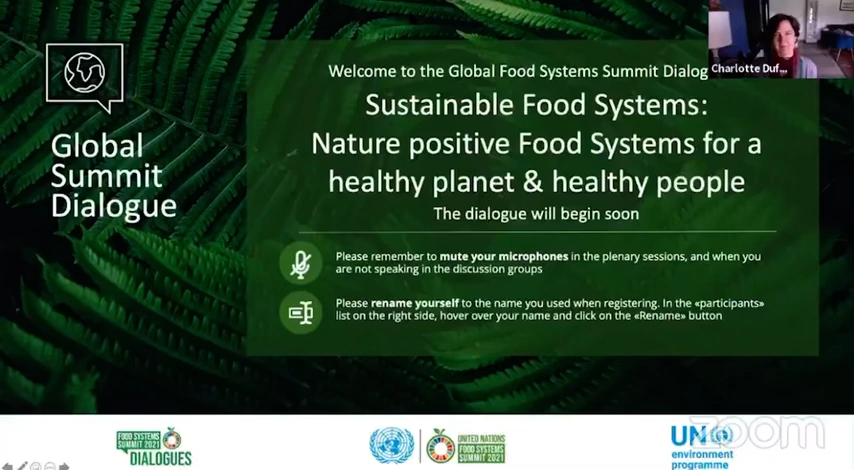 Welcome to the Global Food Systems Summit Dialog
Charlotte Duf...
Sustainable Food Systems:
Nature positive Food Systems for a
healthy planet & healthy people
The dialogue will begin soon
Global
Summit
Dialogue
Please remember to mute your microphones in the plenary sessions, and when you
are not speaking in the discussion groups
Please rename yourself to the name you used when registering. In the «participants»
list on the right side, hover over your name and click on the «Rename» button
FOOD SYSTEMS
SUMMIT 2021
DIALOGUES
UNITED NATIONS
FOOD SYSTEMS
SUMMIT 2021
UN
environment
programme
zoom